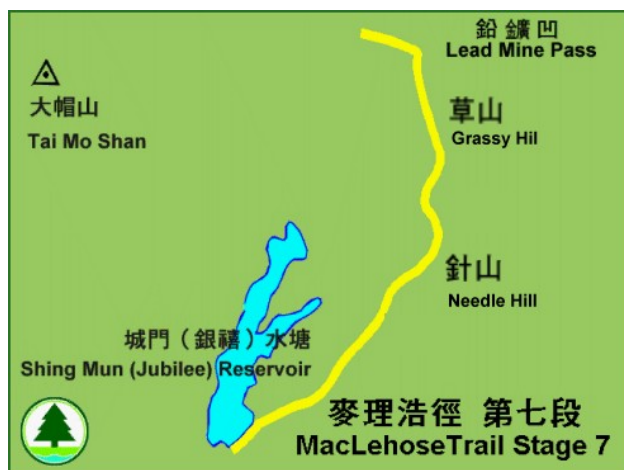 鉛鑛凹
Lead Mine Pass
大帽山
Tai Mo Shan
草山
Grassy Hil
針山
Needle Hill
城門（銀禧）水塘
Shing Mun (Jubilee) Reservoir
麥理浩徑 第七段
MacLehoseTrail Stage 7